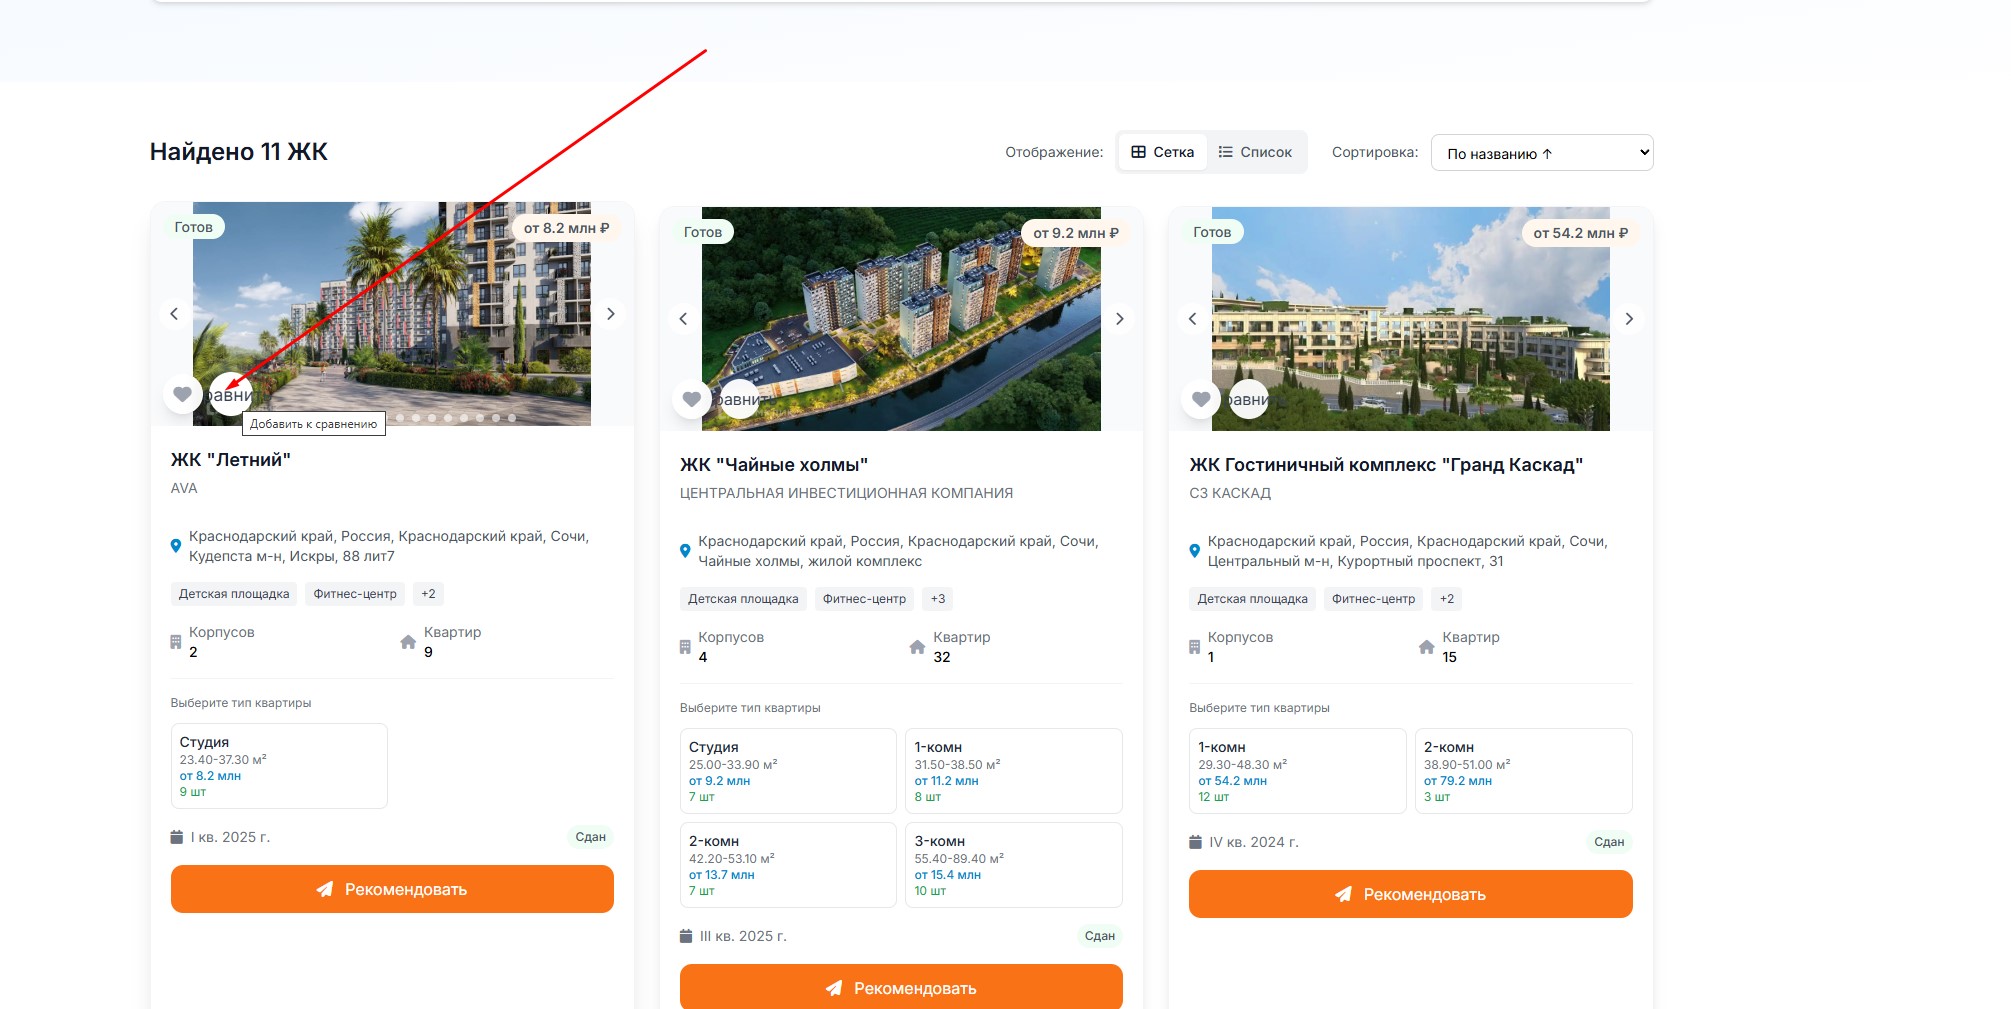 Найдено 11 ЖК
Отображение: Сетка Список Сортировка: По названию ↑
Готов
от 8.2 млн ₽
равни
Добавить к сравнению
ЖК "Летний"
AVA
Краснодарский край, Россия, Краснодарский край, Сочи,
Кудепста м-н, Искры, 88 лит7
Детская площадка Фитнес-центр +2
Корпусов
2
Квартир
9
Выберите тип квартиры
Студия
23.40-37.30 м²
от 8.2 млн
9 шт
I кв. 2025 г. Сдан
Рекомендовать
Готов
от 9.2 млн ₽
равнить
ЖК "Чайные холмы"
ЦЕНТРАЛЬНАЯ ИНВЕСТИЦИОННАЯ КОМПАНИЯ
Краснодарский край, Россия, Краснодарский край, Сочи,
Чайные холмы, жилой комплекс
Детская площадка Фитнес-центр +3
Корпусов
4
Квартир
32
Выберите тип квартиры
Студия
25.00-33.90 м²
от 9.2 млн
7 шт
1-комн
31.50-38.50 м²
от 11.2 млн
8 шт
2-комн
42.20-53.10 м²
от 13.7 млн
7 шт
3-комн
55.40-89.40 м²
от 15.4 млн
10 шт
III кв. 2025 г. Сдан
Рекомендовать
Готов
от 54.2 млн ₽
равни
ЖК Гостиничный комплекс "Гранд Каскад"
СЗ КАСКАД
Краснодарский край, Россия, Краснодарский край, Сочи,
Центральный м-н, Курортный проспект, 31
Детская площадка Фитнес-центр +2
Корпусов
1
Квартир
15
Выберите тип квартиры
1-комн
29.30-48.30 м²
от 54.2 млн
12 шт
2-комн
38.90-51.00 м²
от 79.2 млн
3 шт
IV кв. 2024 г. Сдан
Рекомендовать